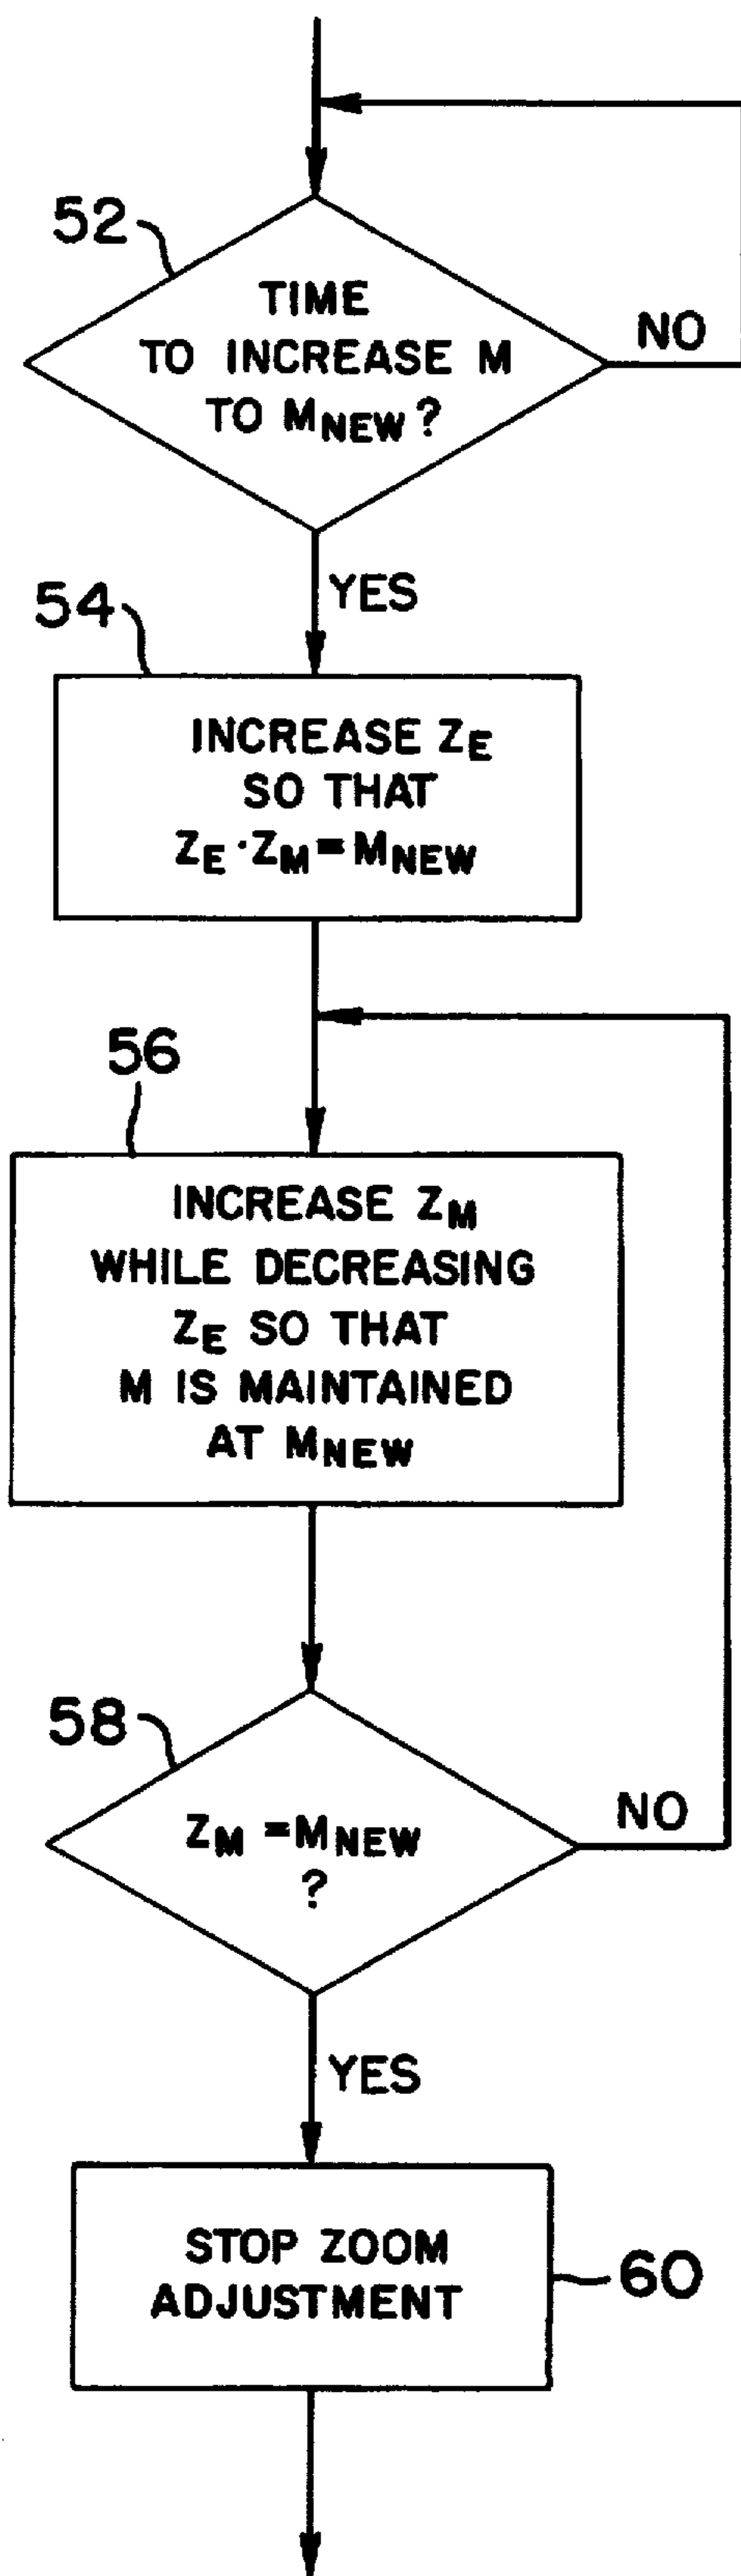 52
TIME
TO INCREASE M
TO MNEW?
NO
YES
54
INCREASE ZE
SO THAT
ZE·ZM=MNEW
56
INCREASE ZM
WHILE DECREASING
ZE SO THAT
M IS MAINTAINED
AT MNEW
58
ZM=MNEW
?
NO
YES
STOP ZOOM
ADJUSTMENT
60